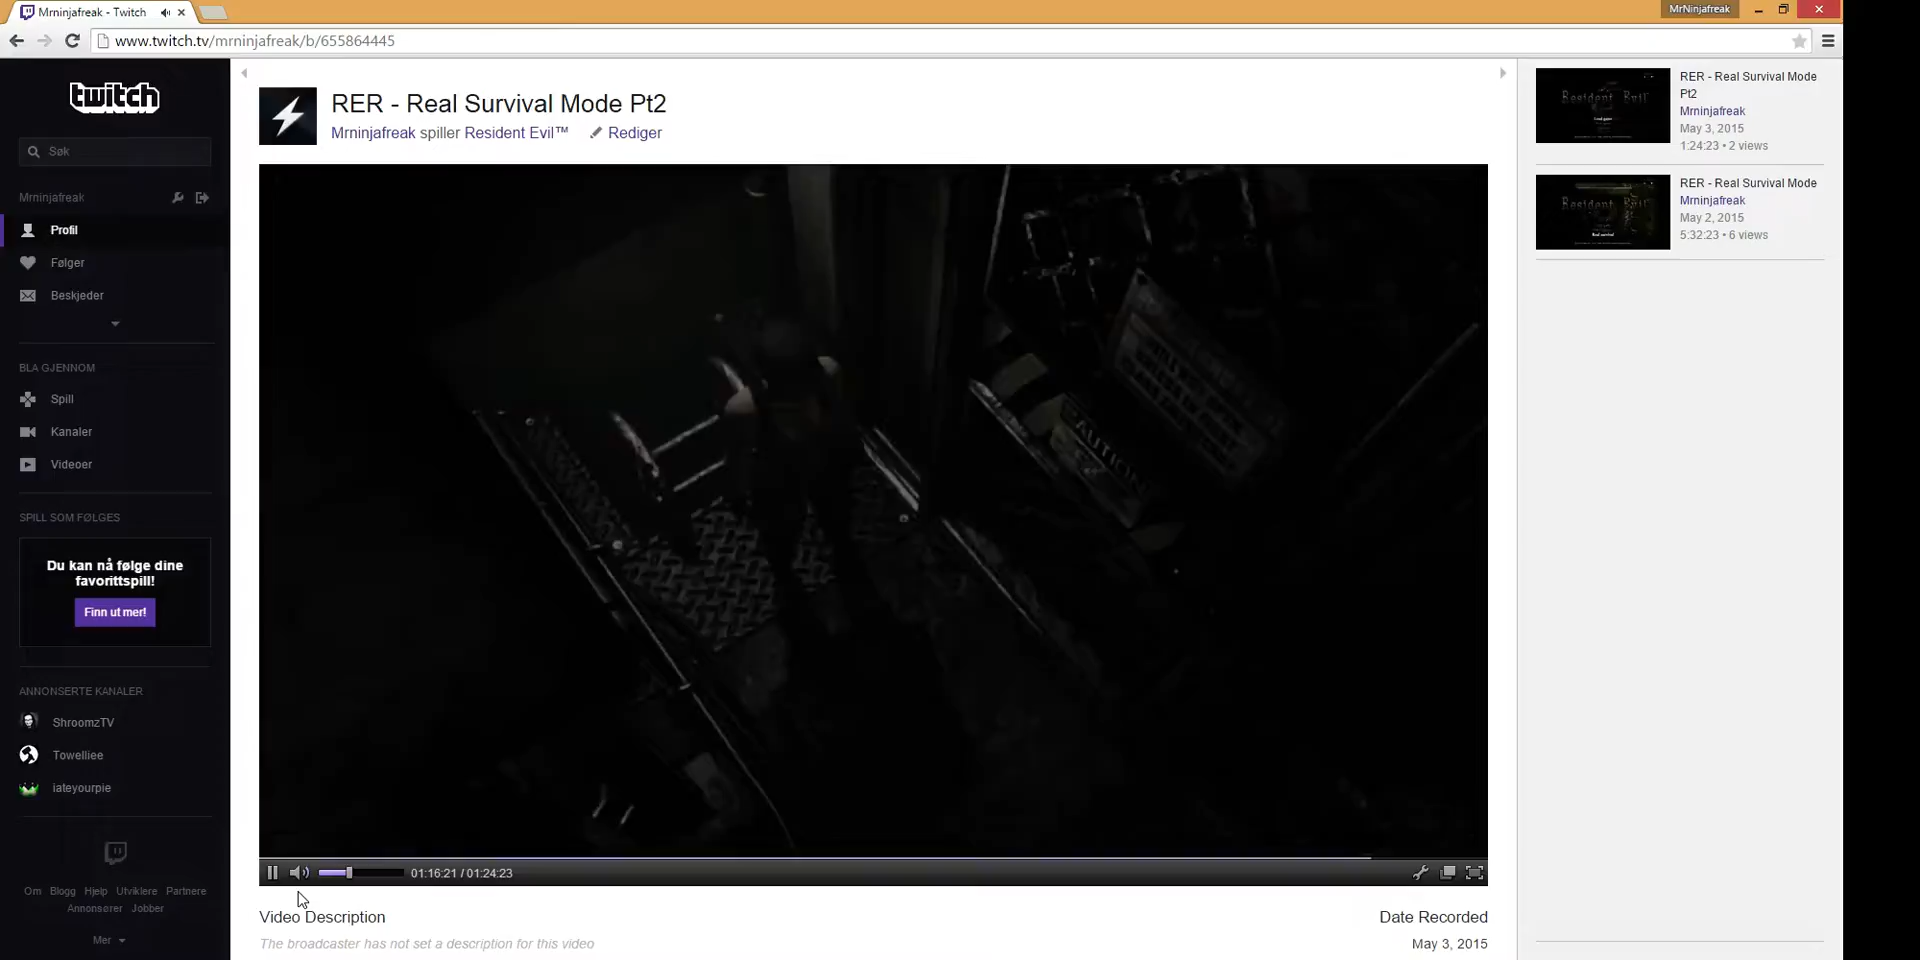 Mrninjafreak - Twitch
MrNinjafreak
www.twitch.tv/mrninjafreak/b/655864445
twitch
Søk
Mrninjafreak
Profil
Følger
Beskjeder
BLA GJENNOM
Spill
Kanaler
Videoer
SPILL SOM FØLGES
Du kan nå følge dine
favorittspill!
Finn ut mer!
ANNONSERTE KANALER
ShroomzTV
Towelliee
iateyourpie
Om Blogg Hjelp Utviklere Partnere
Annonsører Jobber
Mer
RER - Real Survival Mode Pt2
Mrninjafreak spiller Resident Evil™ Rediger
CAUTION
01:16:21 / 01:24:23
Video Description
Date Recorded
The broadcaster has not set a description for this video
May 3, 2015
Resident Evil
RER - Real Survival Mode
Pt2
Mrninjafreak
May 3, 2015
1:24:23 • 2 views
Resident Evil
RER - Real Survival Mode
Mrninjafreak
May 2, 2015
5:32:23 • 6 views